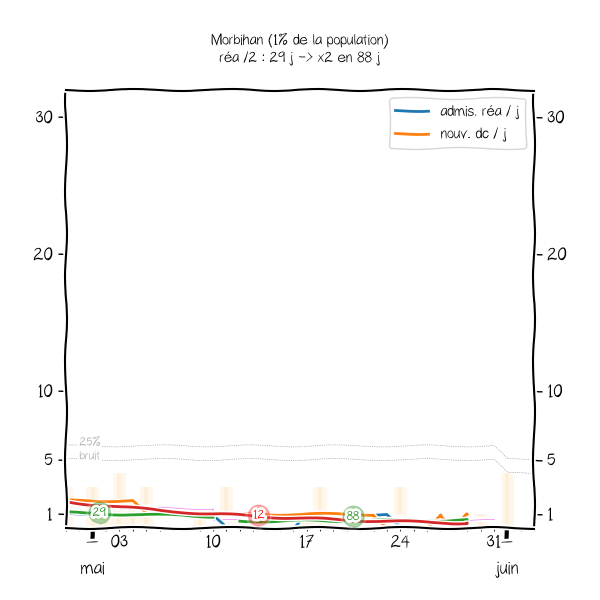 Morbihan (1% de la population)
réa /2 : 29 j -> x2 en 88 j
admis. réa / j
nouv. dc / j
30
30
20
20
10
10
25%
bruit
5
5
29
12
88
1
1
03
10
17
24
31
mai
juin